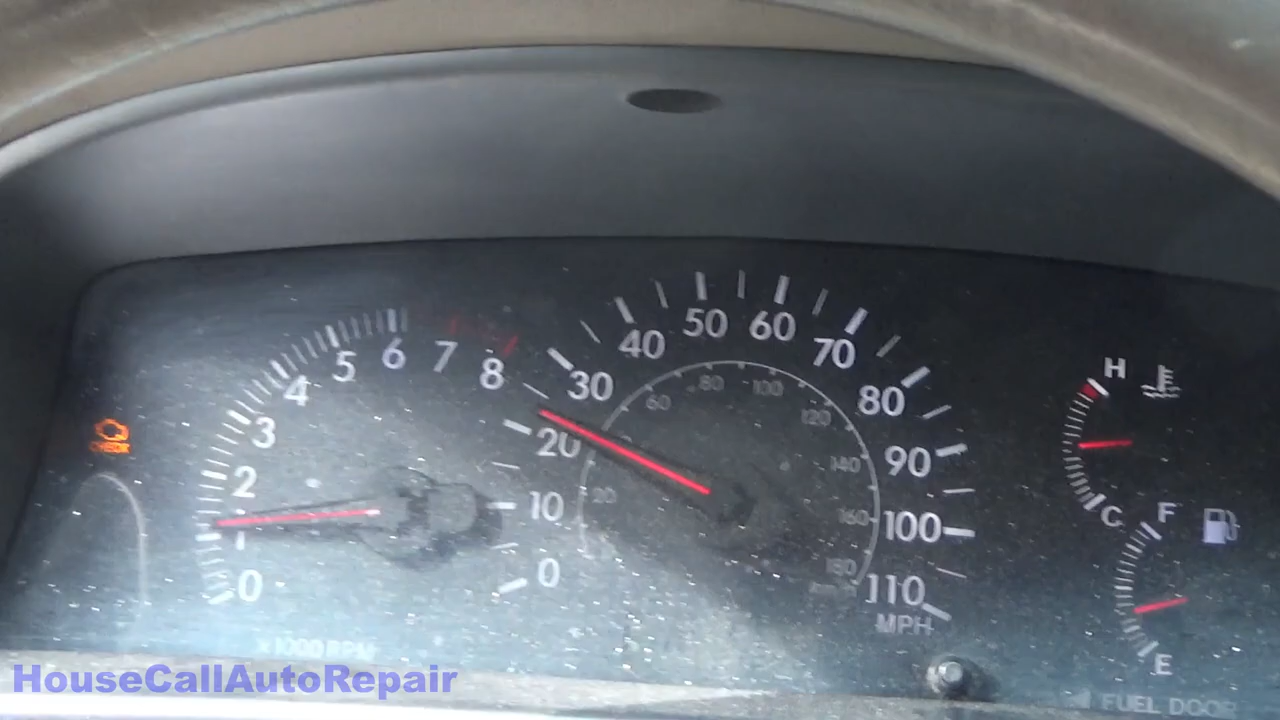 CHECK
0 1 2 3 4 5 6 7 8
x1000 RPM
0 10 20 30 40 50 60 70 80 90 100 110
MPH
20 60 80 100 120 140 160 180
H
C
F
E
FUEL DOOR
HouseCallAutoRepair